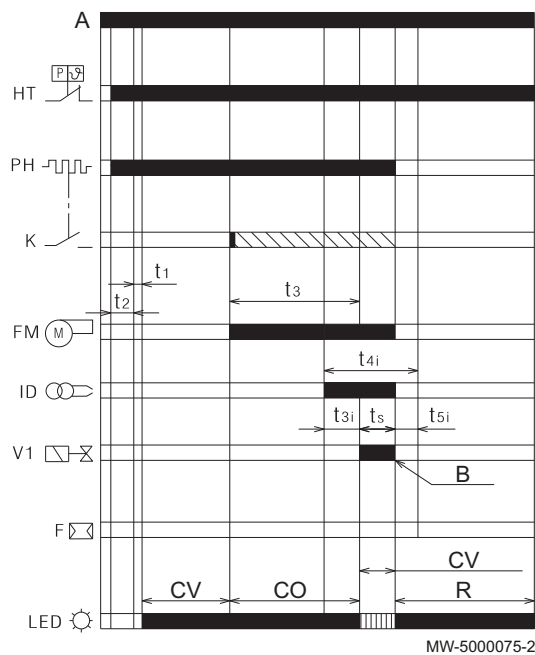 A
P ϑ
HT
PH
K
t1
t2
t3
FM M
t4i
ID
t3i ts t5i
V1
B
F
CV
CV CO R
LED
MW-5000075-2